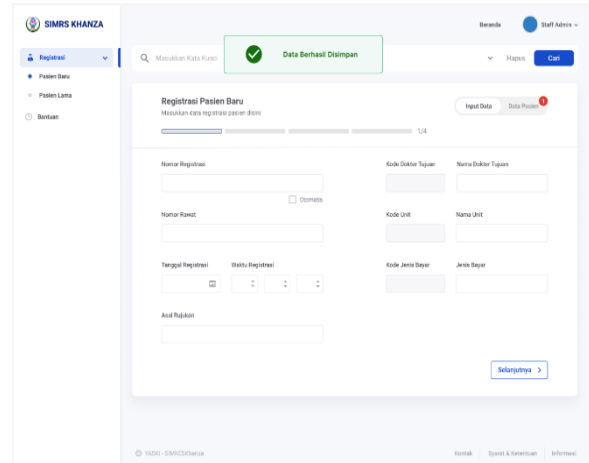 SIMRS KHANZA
Beranda
Staff Admin
Registrasi
Pasien Baru
Pasien Lama
Bantuan
Masukkan Kata Kunci
Data Berhasil Disimpan
Hapus
Cari
Registrasi Pasien Baru
Masukkan data registrasi pasien disini
1/4
Input Data
Data Pasien
1
Nomor Registrasi
Kode Dokter Tujuan
Nama Dokter Tujuan
Otomatis
Nomor Rawat
Kode Unit
Nama Unit
Tanggal Registrasi
Waktu Registrasi
Kode Jenis Bayar
Jenis Bayar
Asal Rujukan
Selanjutnya >
YASKI - SIMRS Khanza
Kontak
Syarat & Ketentuan
Informasi